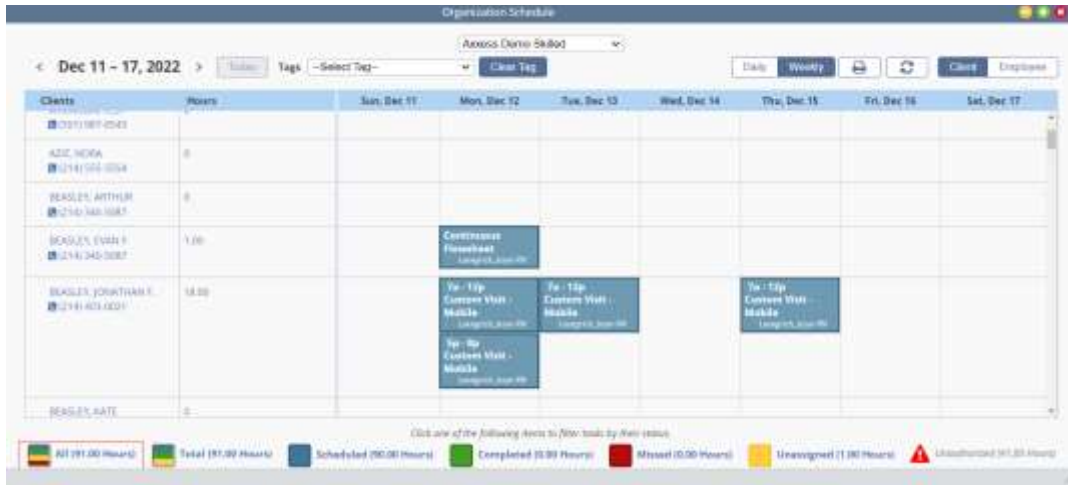 Organization Schedule
Axxess Demo Skilled
Dec 11 – 17, 2022
Today
Tags
--Select Tag--
Clear Tag
Daily
Weekly
Client
Employee
Clients Hours Sun, Dec 11 Mon, Dec 12 Tue, Dec 13 Wed, Dec 14 Thu, Dec 15 Fri, Dec 16 Sat, Dec 17
AZIZ, NORA 0
BEASLEY, ARTHUR 0
BEASLEY, EVAN F. 1.00
Continuous
Flowsheet
BEASLEY, JONATHAN F. 18.00
7a - 12p 7a - 12p 7a - 12p
Custom Visit - Custom Visit - Custom Visit -
Mobile Mobile Mobile
5p - 8p
Custom Visit -
Mobile
BEASLEY, KATE 0
Click one of the following items to filter tasks by their status.
All (91.00 Hours) Total (91.00 Hours) Scheduled (90.00 Hours) Completed (0.00 Hours) Missed (0.00 Hours) Unassigned (1.00 Hours) Unauthorized (91.00 Hours)